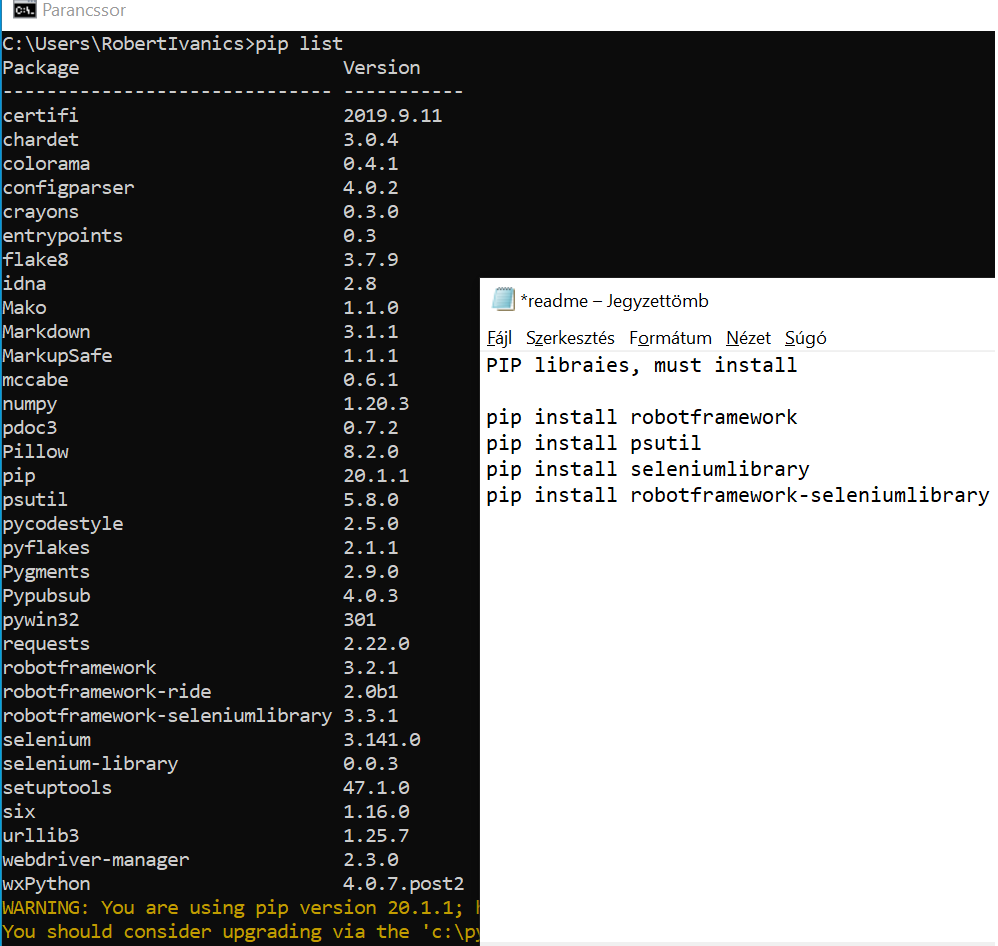 Parancssor
C:\Users\RobertIvanics>pip list
Package Version
------------------------------ -----------
certifi 2019.9.11
chardet 3.0.4
colorama 0.4.1
configparser 4.0.2
crayons 0.3.0
entrypoints 0.3
flake8 3.7.9
idna 2.8
Mako 1.1.0
Markdown 3.1.1
MarkupSafe 1.1.1
mccabe 0.6.1
numpy 1.20.3
pdoc3 0.7.2
Pillow 8.2.0
pip 20.1.1
psutil 5.8.0
pycodestyle 2.5.0
pyflakes 2.1.1
Pygments 2.9.0
Pypubsub 4.0.3
pywin32 301
requests 2.22.0
robotframework 3.2.1
robotframework-ride 2.0b1
robotframework-seleniumlibrary 3.3.1
selenium 3.141.0
selenium-library 0.0.3
setuptools 47.1.0
six 1.16.0
urllib3 1.25.7
webdriver-manager 2.3.0
wxPython 4.0.7.post2
WARNING: You are using pip version 20.1.1;
You should consider upgrading via the 'c:\py
*readme – Jegyzettömb
Fájl Szerkesztés Formátum Nézet Súgó
PIP libraies, must install
pip install robotframework
pip install psutil
pip install seleniumlibrary
pip install robotframework-seleniumlibrary